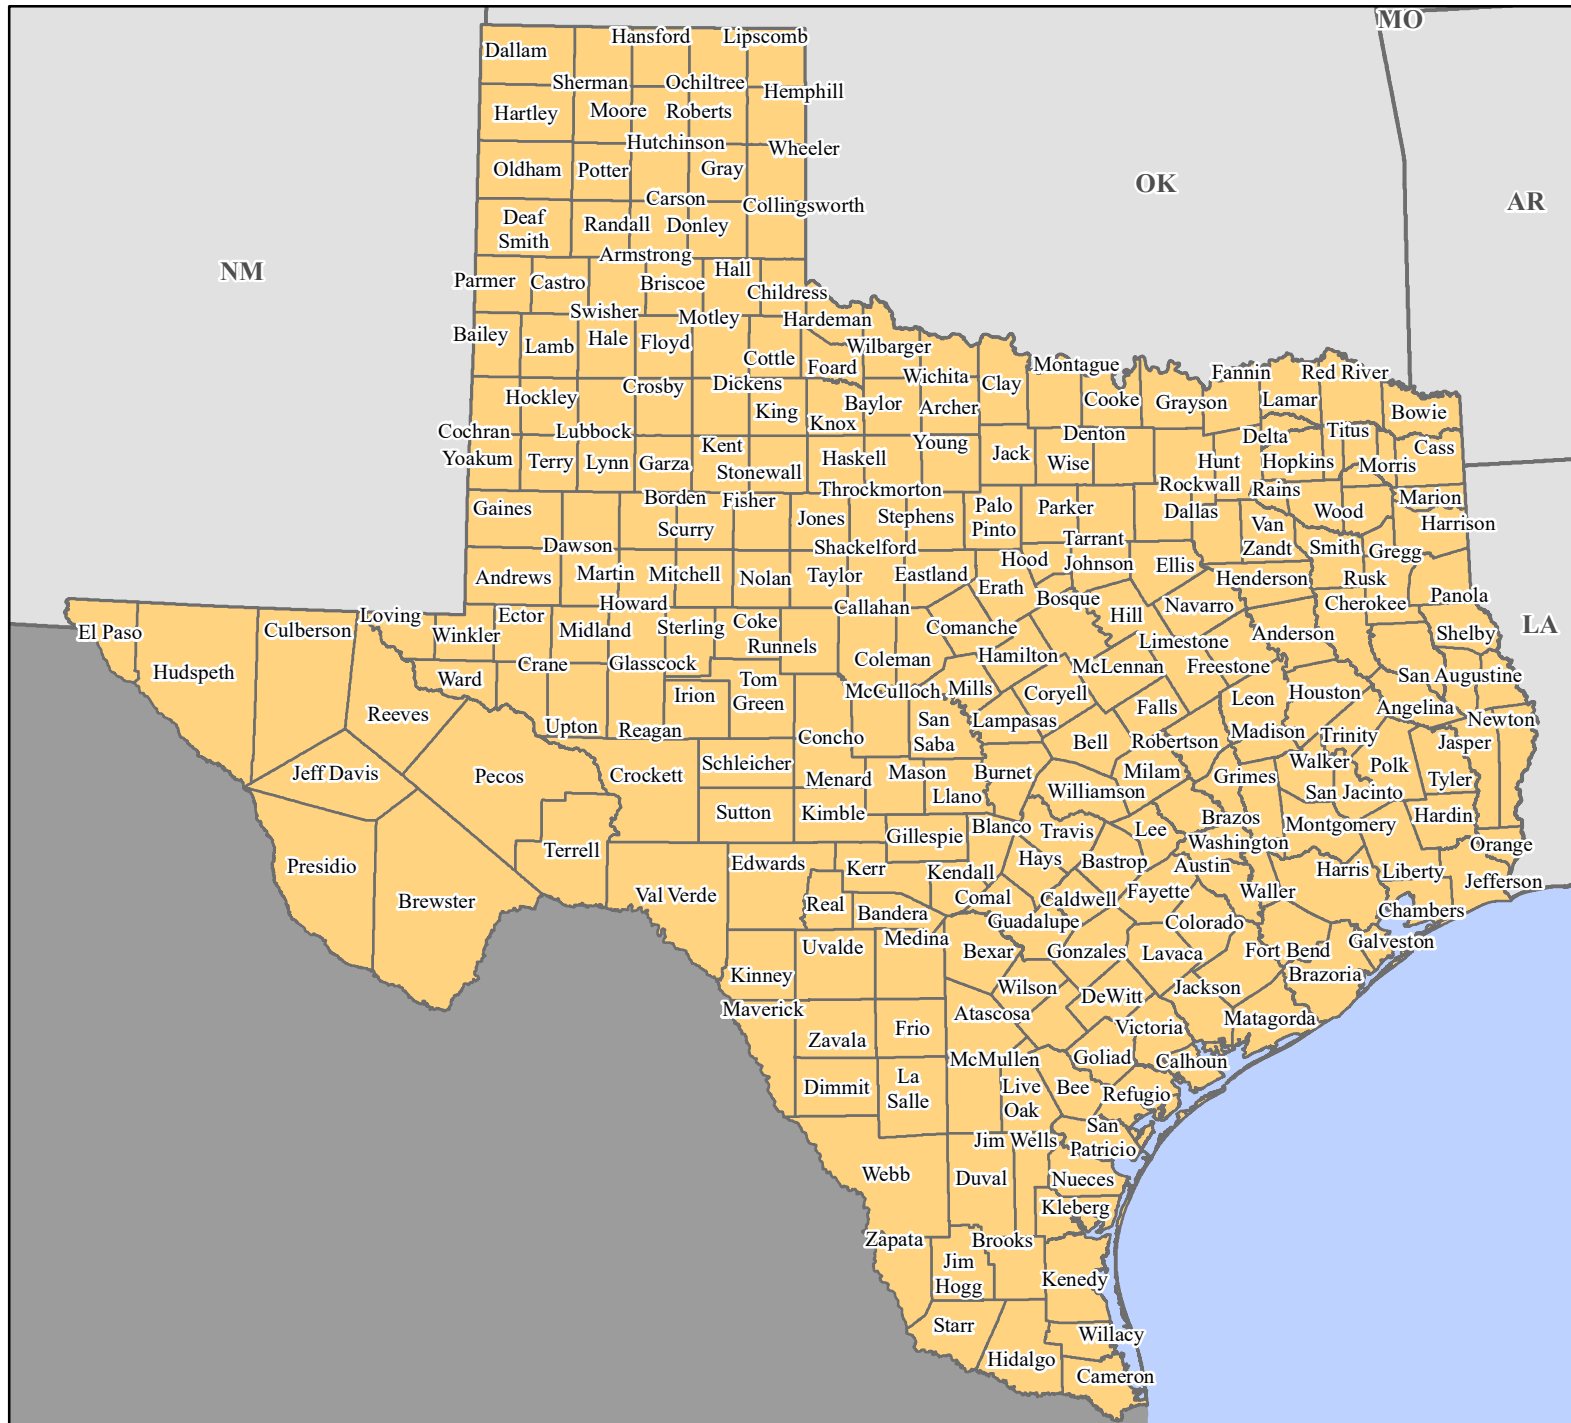 MO
Hansford Lipscomb
Dallam
Sherman Ochiltree
Hemphill
Hartley Moore Roberts
Hutchinson Wheeler
Oldham Potter Gray
OK
Carson Collingsworth
AR
Deaf
Smith
Randall Donley
Armstrong
NM
Hall
Parmer Castro Briscoe
Childress
Swisher Motley Hardeman
Bailey Lamb Hale Floyd
Cottle Foard Wilbarger
Montague Fannin Red River
Crosby Dickens Wichita Clay
Hockley King Knox Baylor Archer
Cooke Grayson Lamar Bowie
Cochran Lubbock Young Denton Delta Titus
Yoakum Terry Lynn Garza Kent
Stonewall Haskell Jack Wise
Hunt Hopkins Morris Cass
Throckmorton Rockwall Rains
Borden Fisher Marion
Gaines Scurry Jones Stephens
Palo
Pinto
Parker Dallas
Van
Zandt
Wood Harrison
Dawson Shackelford Tarrant
Smith Gregg
Hood Johnson Ellis
Andrews Martin Mitchell Nolan Taylor Eastland
Erath Henderson Rusk
Howard Callahan Bosque Navarro Cherokee Panola
Loving Ector Hill
El Paso Culberson Winkler Midland Sterling Coke
Comanche Limestone Anderson Shelby
LA
Runnels Hamilton
Hudspeth Crane Glasscock Coleman
McLennan Freestone
Ward Irion
Tom
Green
McCulloch Mills Coryell
San Augustine
Leon Houston
Reeves Upton Reagan
San
Saba
Lampasas Falls Angelina Newton
Concho Bell Robertson Madison Trinity Jasper
Jeff Davis Pecos Crockett Schleicher
Menard Mason Burnet Milam Grimes
Walker Polk Tyler
Llano Williamson San Jacinto
Sutton Kimble
Gillespie Blanco Travis Lee Brazos
Montgomery Hardin
Washington Orange
Presidio Terrell Edwards Kerr
Kendall Hays Bastrop Austin
Harris Liberty Jefferson
Brewster Val Verde Real Bandera
Comal Caldwell Fayette Waller
Chambers
Guadalupe Colorado
Uvalde Medina Bexar Gonzales Lavaca
Fort Bend Galveston
Kinney Wilson Jackson Brazoria
Maverick DeWitt
Atascosa Victoria Matagorda
Zavala Frio
McMullen Goliad Calhoun
Dimmit
La
Salle
Live
Oak
Bee Refugio
San
Patricio
Jim Wells
Webb Duval Nueces
Kleberg
Zapata Brooks
Jim
Hogg
Kenedy
Starr Willacy
Hidalgo
Cameron